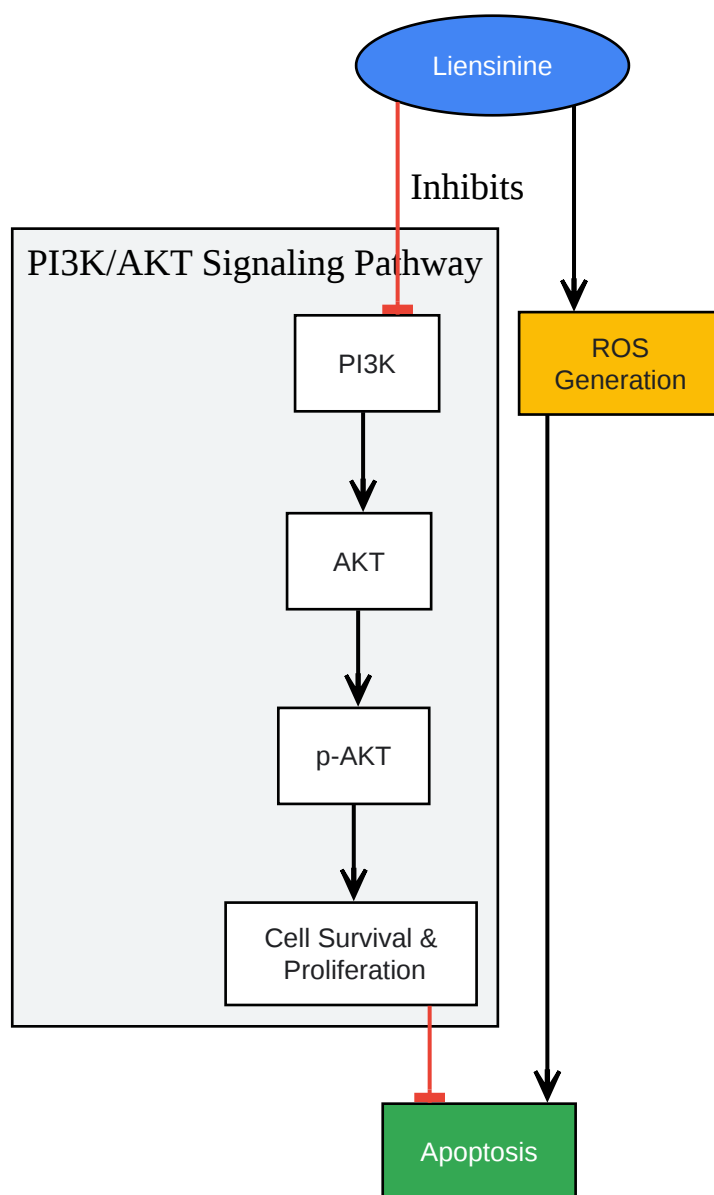 Liensinine
Inhibits
PI3K/AKT Signaling Pathway
PI3K
ROS
Generation
AKT
p-AKT
Cell Survival &
Proliferation
Apoptosis